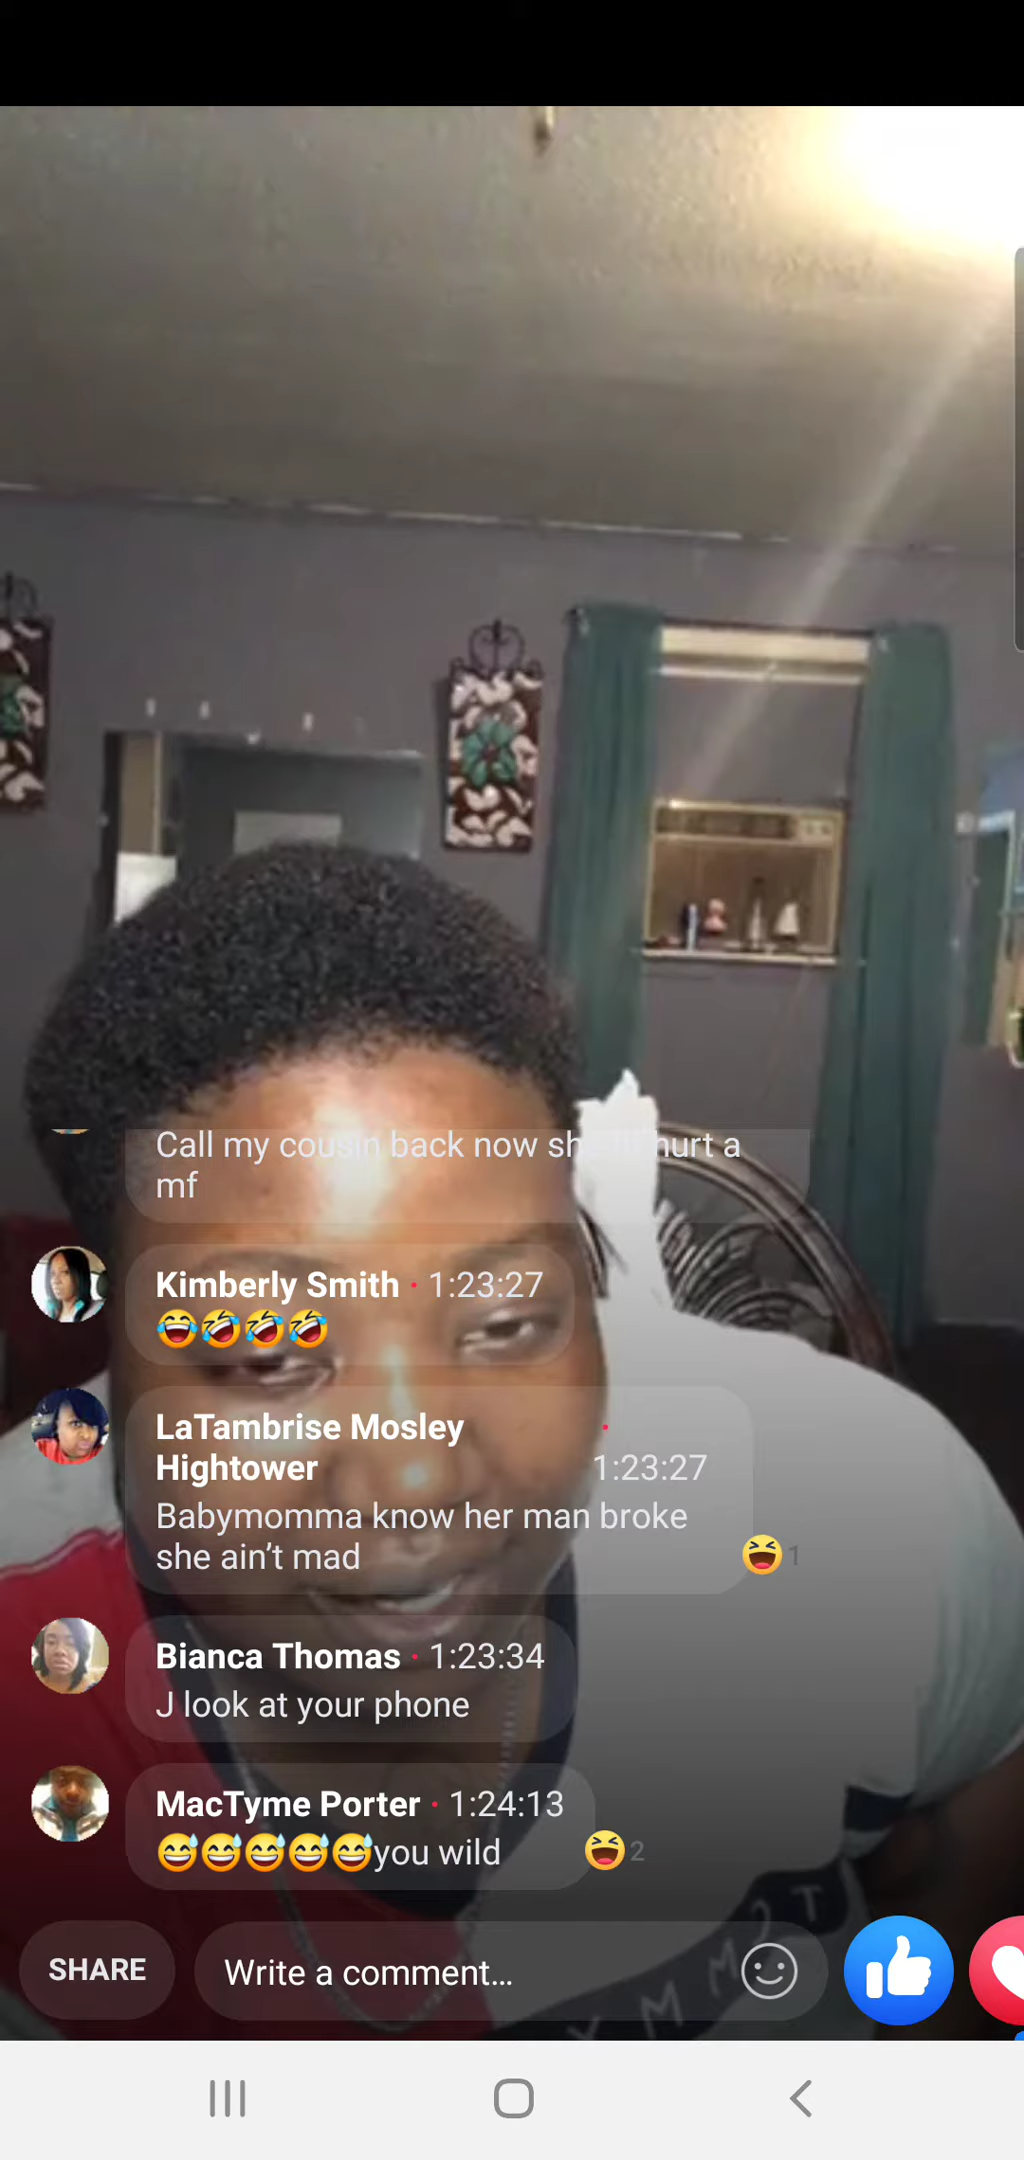 Call my cousin back now she'll hurt a
mf
Kimberly Smith · 1:23:27
😂🤣🤣🤣
LaTambrise Mosley ·
Hightower 1:23:27
Babymomma know her man broke
she ain't mad
😆 1
Bianca Thomas · 1:23:34
J look at your phone
MacTyme Porter · 1:24:13
😅😅😅😅😅you wild
😆 2
SHARE
Write a comment...